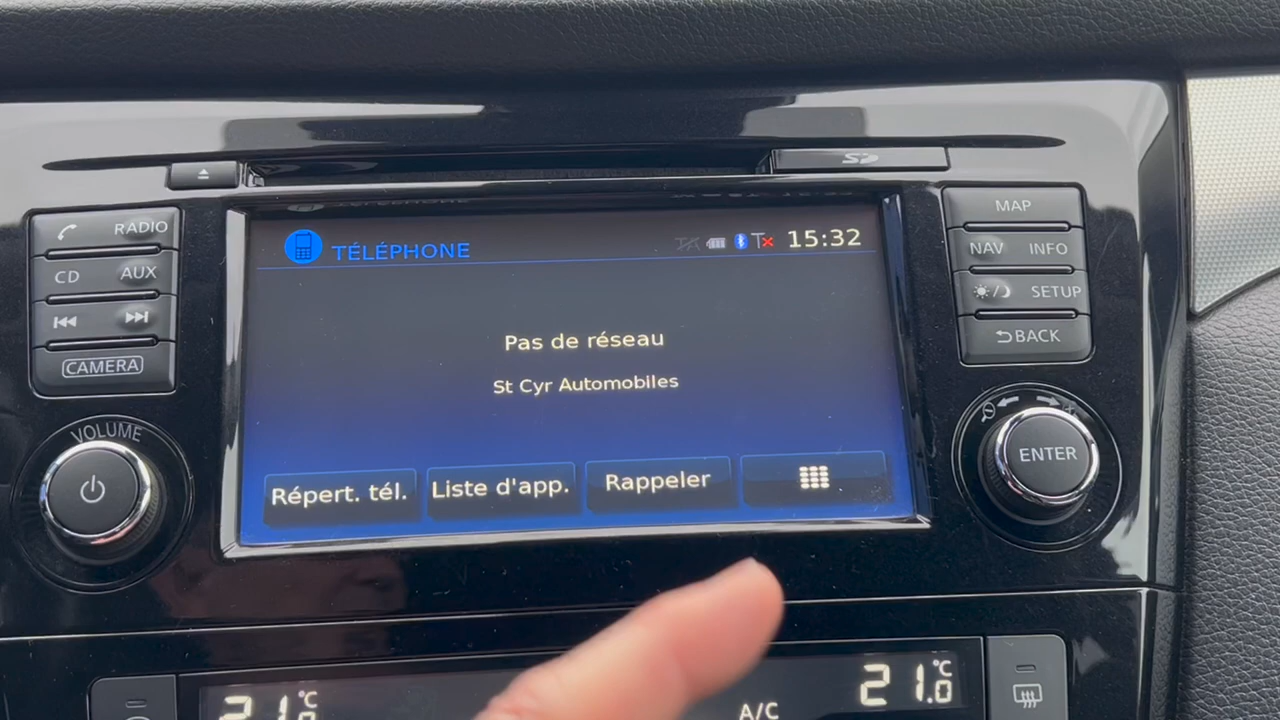 SD
RADIO
CD AUX
CAMERA
VOLUME
TÉLÉPHONE
15:32
Pas de réseau
St Cyr Automobiles
Répert. tél.
Liste d'app.
Rappeler
MAP
NAV INFO
SETUP
BACK
ENTER
21 °C
A/C
21.0 °C